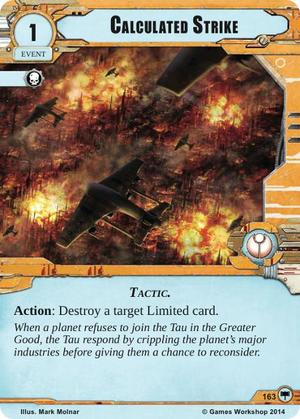 CALCULATED STRIKE
1
EVENT
TACTIC.
Action: Destroy a target Limited card.
When a planet refuses to join the Tau in the Greater
Good, the Tau respond by crippling the planet's major
industries before giving them a chance to reconsider.
163
Illus. Mark Molnar
© Games Workshop 2014